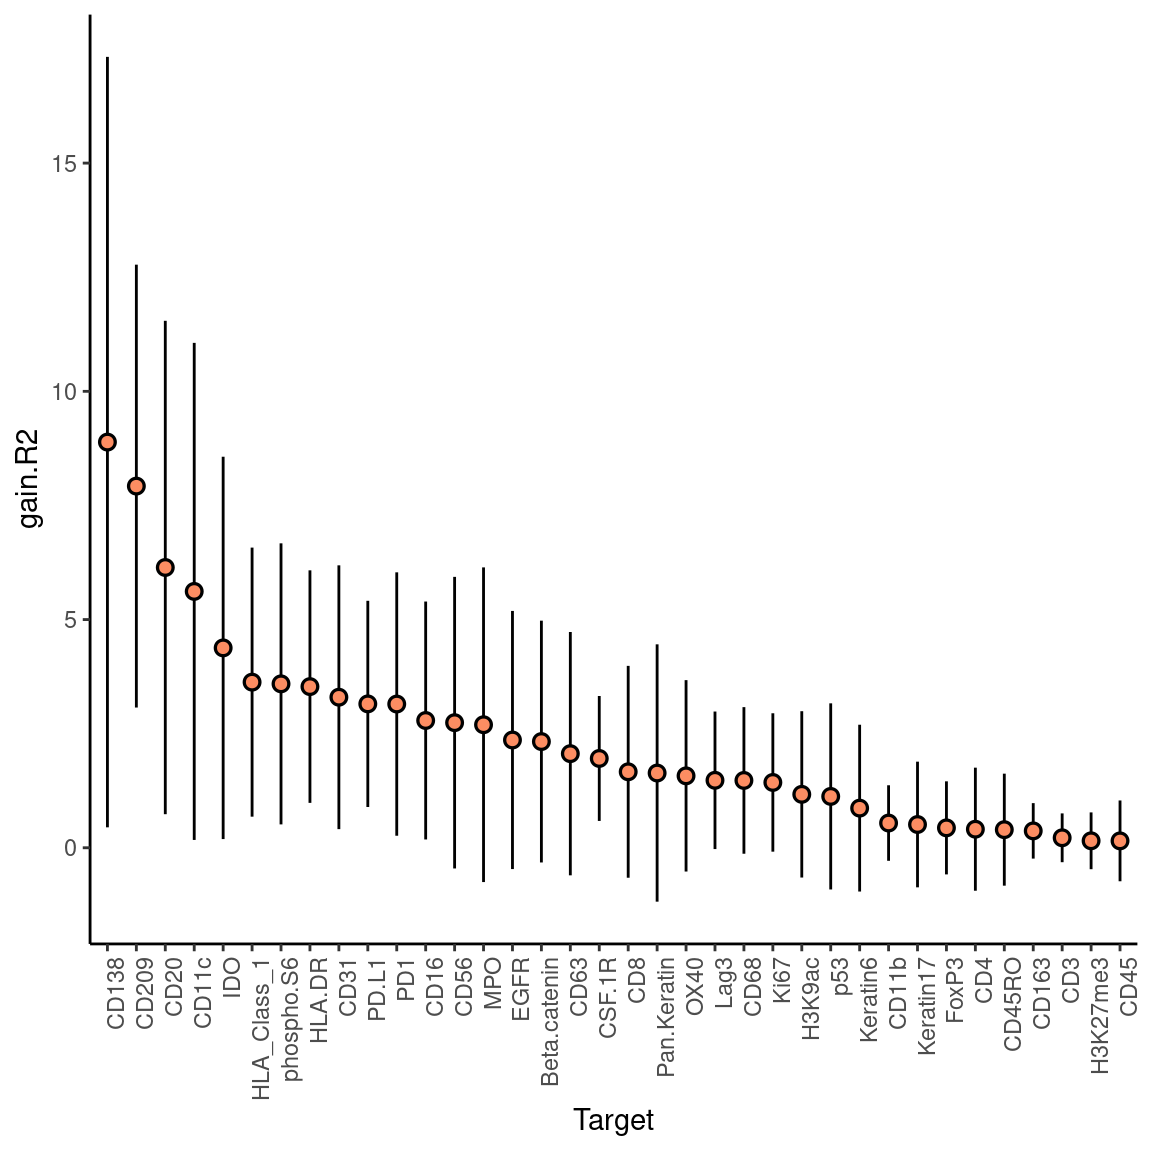 15
10
5
0
gain.R2
CD138
CD209
CD20
CD11c
IDO
HLA_Class_1
phospho.S6
HLA.DR
CD31
PD.L1
PD1
CD16
CD56
MPO
EGFR
Beta.catenin
CD63
CSF.1R
CD8
Pan.Keratin
OX40
Lag3
CD68
Ki67
H3K9ac
p53
Keratin6
CD11b
Keratin17
FoxP3
CD4
CD45RO
CD163
CD3
H3K27me3
CD45
Target